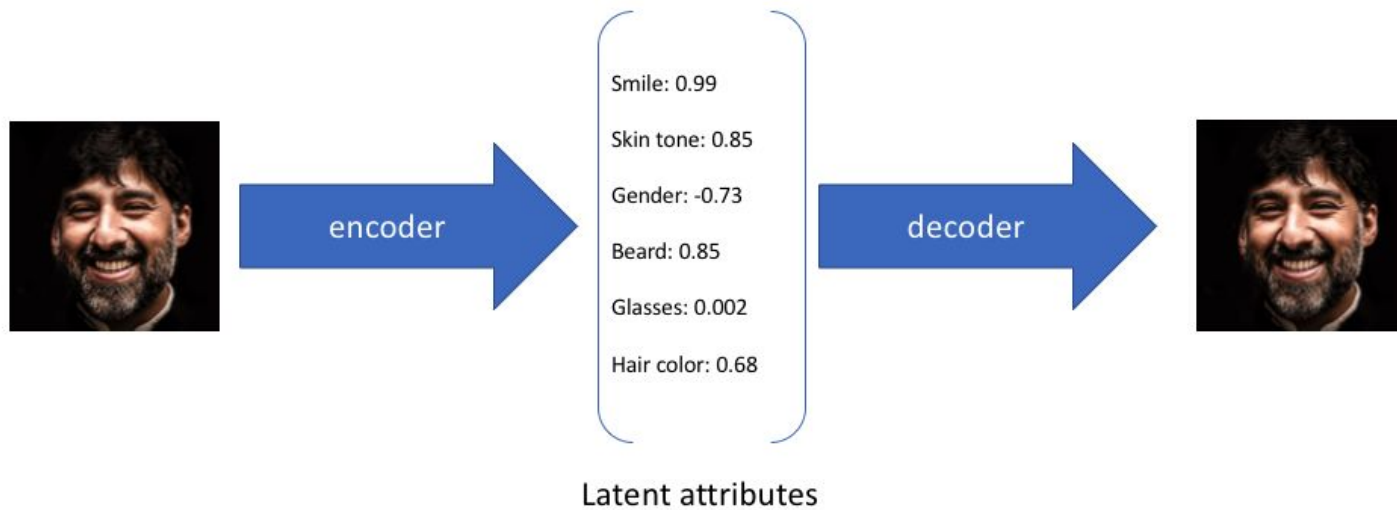 encoder
Smile: 0.99
Skin tone: 0.85
Gender: -0.73
Beard: 0.85
Glasses: 0.002
Hair color: 0.68
decoder
Latent attributes